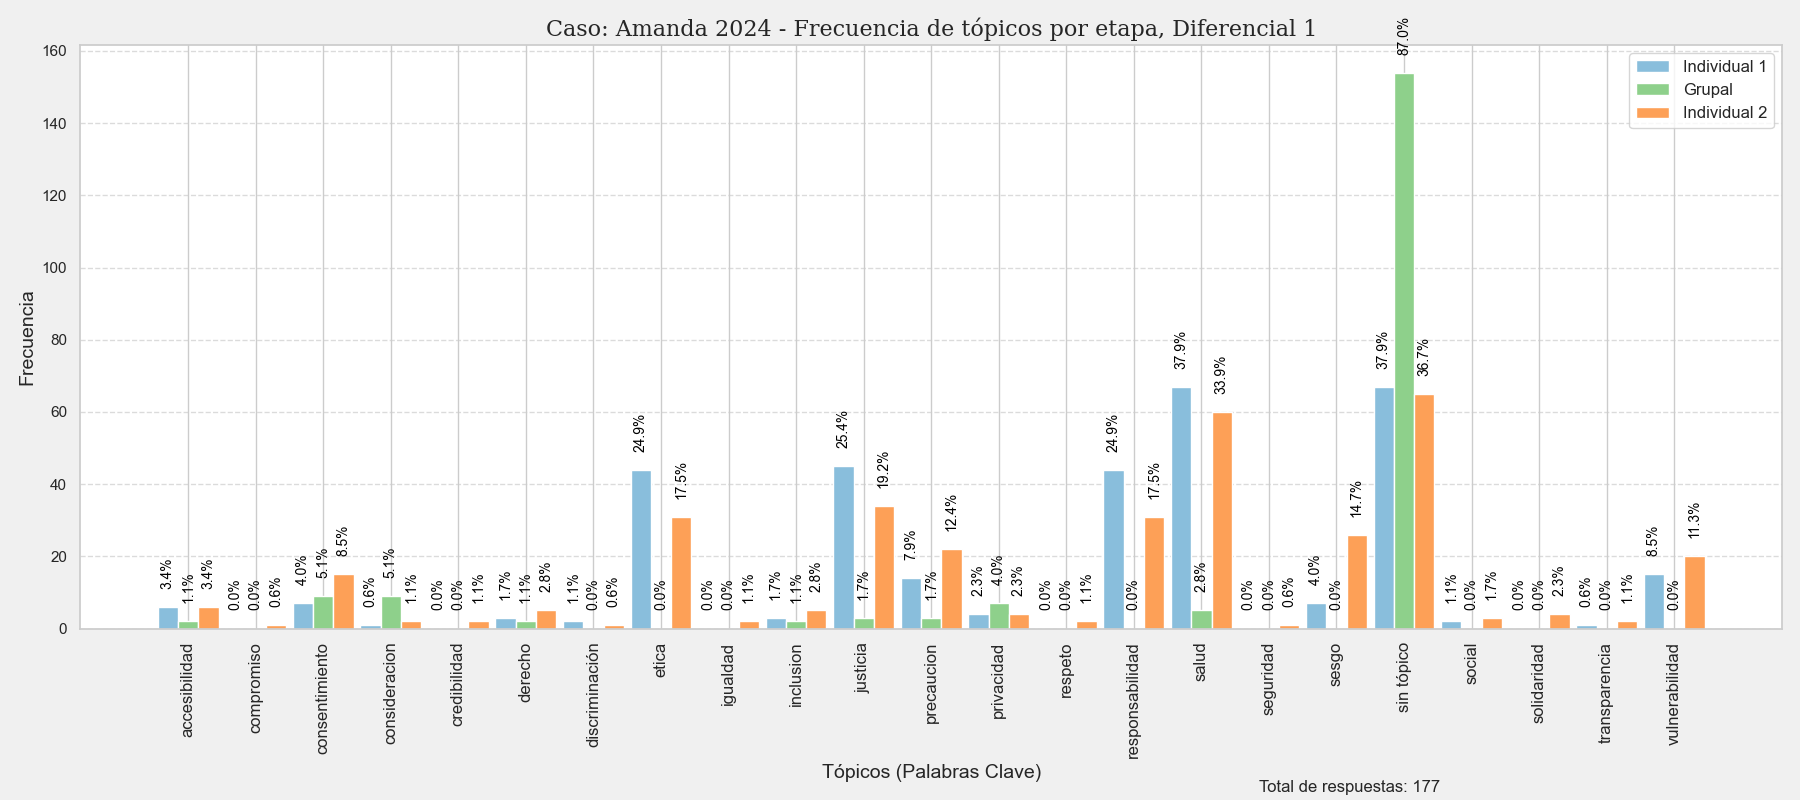 Caso: Amanda 2024 - Frecuencia de tópicos por etapa, Diferencial 1
Individual 1
Grupal
Individual 2
Frecuencia
160
140
120
100
80
60
40
20
0
3.4% 1.1% 3.4%
0.0% 0.0% 0.6%
4.0% 5.1% 8.5%
0.6% 5.1% 1.1%
0.0% 0.0% 1.1%
1.7% 1.1% 2.8%
1.1% 0.0% 0.6%
24.9% 0.0% 17.5%
0.0% 0.0% 1.1%
1.7% 1.1% 2.8%
25.4% 1.7% 19.2%
7.9% 1.7% 12.4%
2.3% 4.0% 2.3%
0.0% 0.0% 1.1%
24.9% 0.0% 17.5%
37.9% 2.8% 33.9%
0.0% 0.0% 0.6%
4.0% 0.0% 14.7%
37.9% 87.0% 36.7%
1.1% 0.0% 1.7%
0.0% 0.0% 2.3%
0.6% 0.0% 1.1%
8.5% 0.0% 11.3%
accesibilidad
compromiso
consentimiento
consideracion
credibilidad
derecho
discriminación
etica
igualdad
inclusion
justicia
precaucion
privacidad
respeto
responsabilidad
salud
seguridad
sesgo
sin tópico
social
solidaridad
transparencia
vulnerabilidad
Tópicos (Palabras Clave)
Total de respuestas: 177